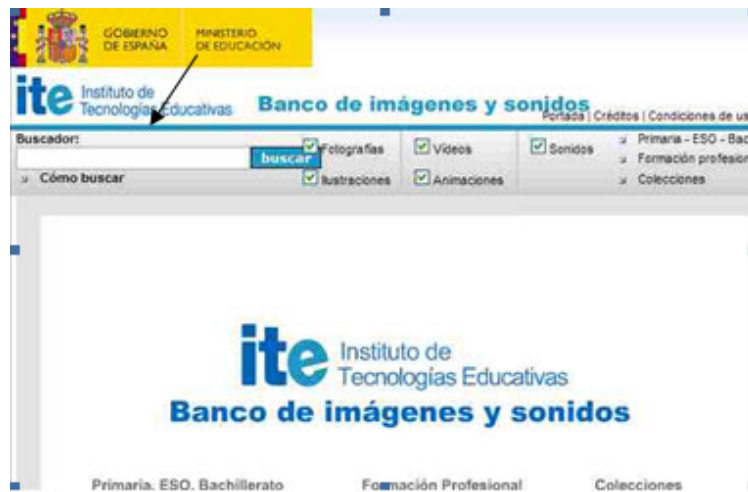 GOBIERNO DE ESPAÑA
MINISTERIO DE EDUCACIÓN
ite Instituto de Tecnologías Educativas
Banco de imágenes y sonidos
Portada | Créditos | Condiciones de us
Buscador:
buscar
Cómo buscar
Fotografías
Vídeos
Sonidos
Ilustraciones
Animaciones
Primaria - ESO - Bac
Formación profesion
Colecciones
ite Instituto de
Tecnologías Educativas
Banco de imágenes y sonidos
Primaria. ESO. Bachillerato
Formación Profesional
Colecciones